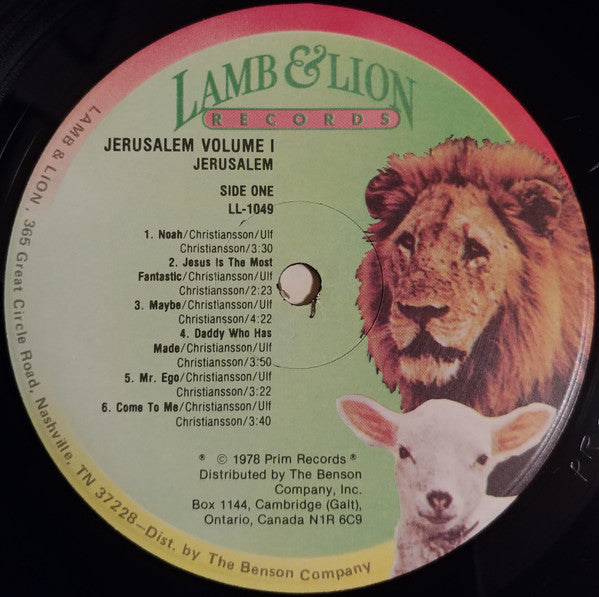 LAMB & LION
RECORDS
JERUSALEM VOLUME I
JERUSALEM
SIDE ONE
LL-1049
1. Noah/Christiansson/Ulf
Christiansson/3:30
2. Jesus Is The Most
Fantastic/Christiansson/Ulf
Christiansson/2:23
3. Maybe/Christiansson/Ulf
Christiansson/4:22
4. Daddy Who Has
Made/Christiansson/Ulf
Christiansson/3:50
5. Mr. Ego/Christiansson/Ulf
Christiansson/3:22
6. Come To Me/Christiansson/Ulf
Christiansson/3:40
® © 1978 Prim Records ®
Distributed by The Benson
Company, Inc.
Box 1144, Cambridge (Galt),
Ontario, Canada N1R 6C9
LAMB & LION, 365 Great Circle Road, Nashville, TN 37228—Dist. by The Benson Company